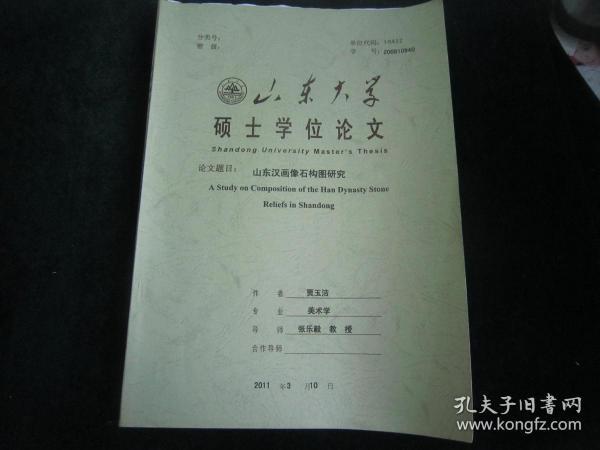 分类号:
密 级:
单位代码: 10422
学 号: 200810840
山东大学
硕士学位论文
Shandong University Master's Thesis
论文题目: 山东汉画像石构图研究
A Study on Composition of the Han Dynasty Stone
Reliefs in Shandong
作 者 贾玉洁
专 业 美术学
导 师 张乐毅 教 授
合作导师
2011 年 3 月10 日
孔夫子旧书网
www.kongfz.com